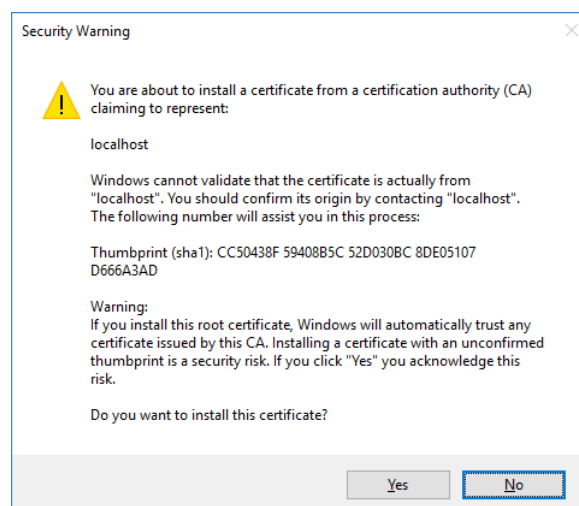 Security Warning
You are about to install a certificate from a certification authority (CA)
claiming to represent:
localhost
Windows cannot validate that the certificate is actually from
"localhost". You should confirm its origin by contacting "localhost".
The following number will assist you in this process:
Thumbprint (sha1): CC50438F 59408B5C 52D030BC 8DE05107
D666A3AD
Warning:
If you install this root certificate, Windows will automatically trust any
certificate issued by this CA. Installing a certificate with an unconfirmed
thumbprint is a security risk. If you click "Yes" you acknowledge this
risk.
Do you want to install this certificate?
Yes
No